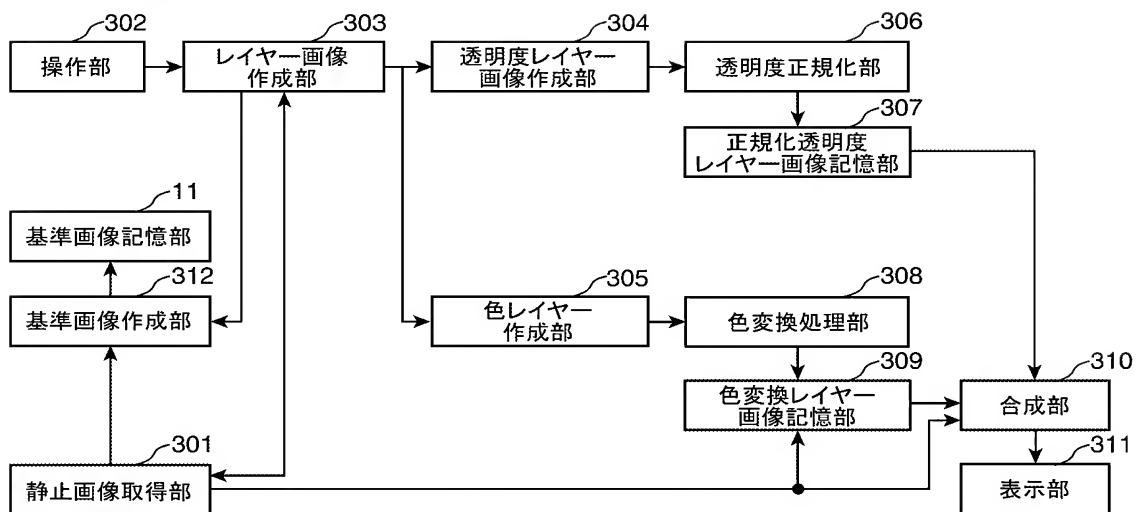 302
操作部
303
レイヤー画像
作成部
304
透明度レイヤー
画像作成部
306
透明度正規化部
307
正規化透明度
レイヤー画像記憶部
11
基準画像記憶部
312
基準画像作成部
305
色レイヤー
作成部
308
色変換処理部
309
色変換レイヤー
画像記憶部
310
合成部
301
静止画像取得部
311
表示部